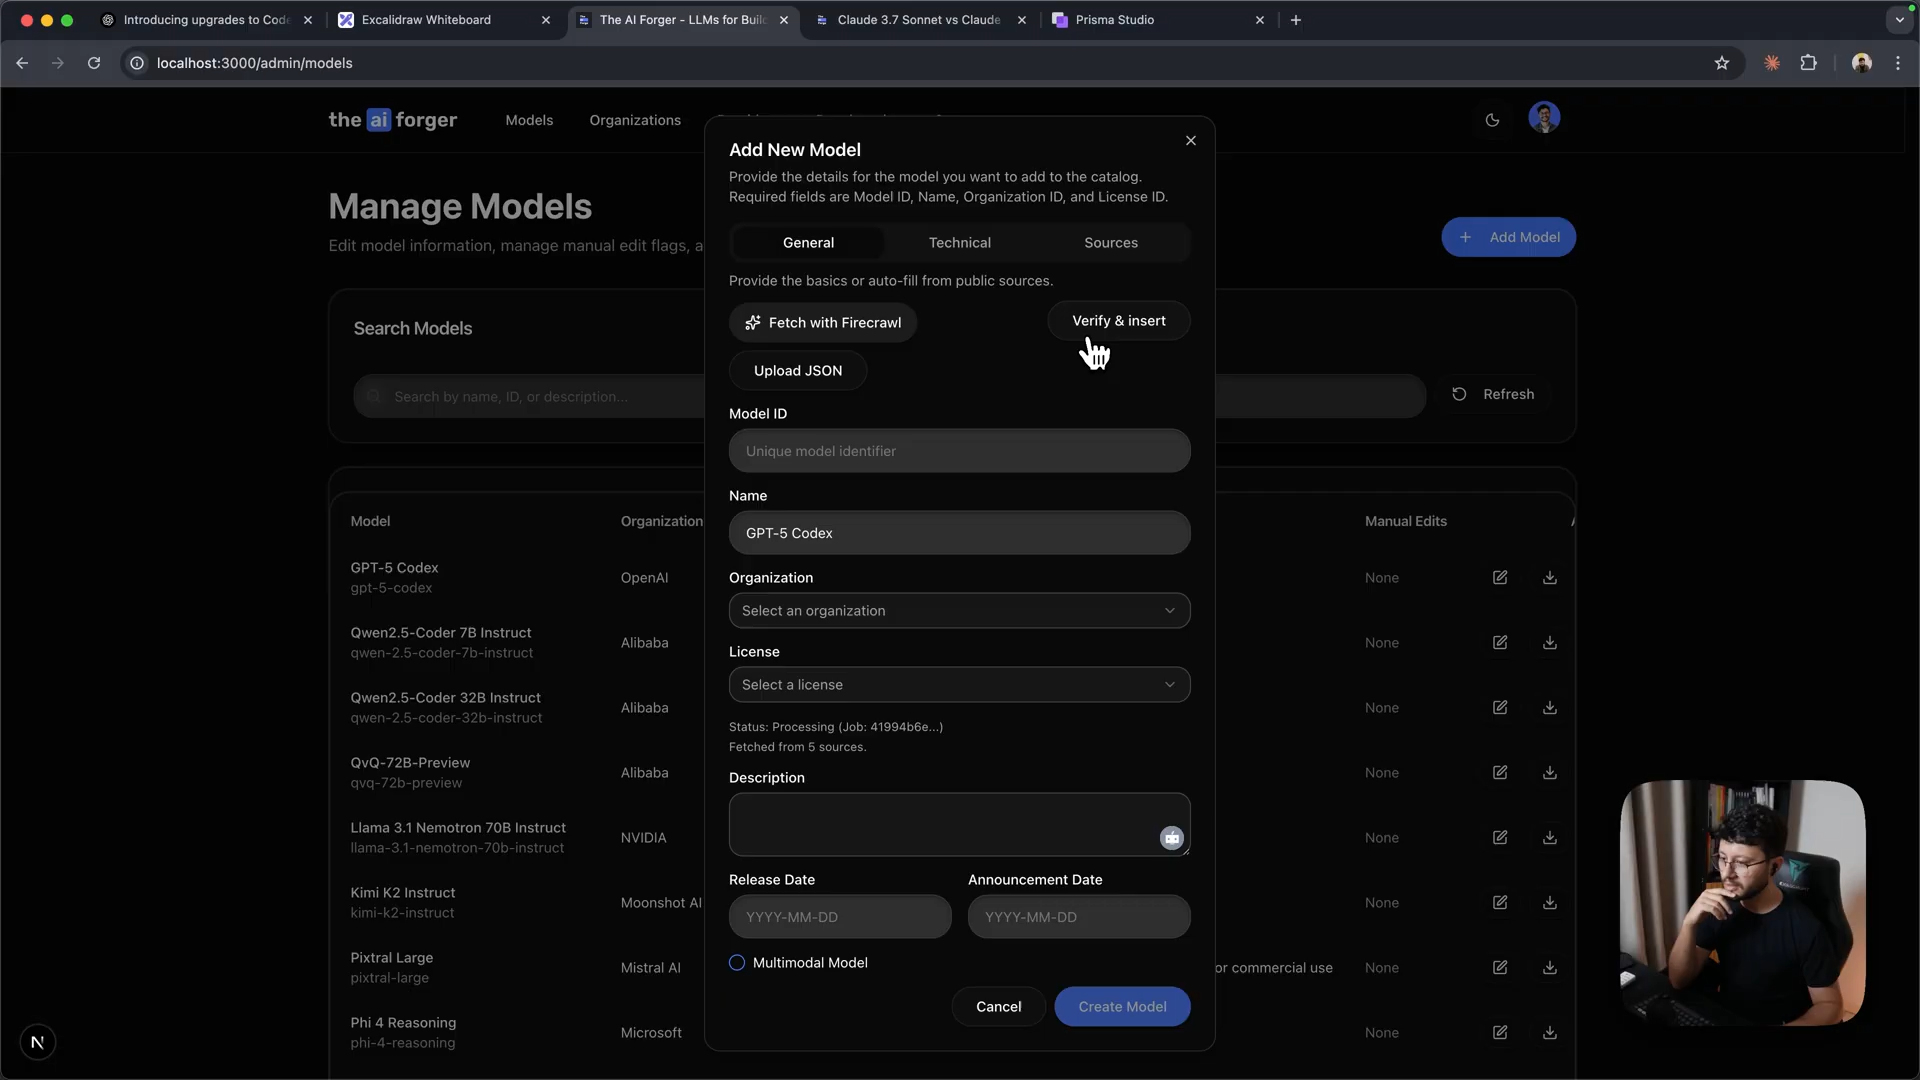 Introducing upgrades to Code
Excalidraw Whiteboard
The AI Forger - LLMs for Build
Claude 3.7 Sonnet vs Claude
Prisma Studio
localhost:3000/admin/models
the ai forger
Models
Organizations
Manage Models
Edit model information, manage manual edit flags, a
Add Model
Search Models
Search by name, ID, or description...
Refresh
Model
Organization
Manual Edits
GPT-5 Codex
gpt-5-codex
OpenAI
None
Qwen2.5-Coder 7B Instruct
qwen-2.5-coder-7b-instruct
Alibaba
None
Qwen2.5-Coder 32B Instruct
qwen-2.5-coder-32b-instruct
Alibaba
None
QvQ-72B-Preview
qvq-72b-preview
Alibaba
None
Llama 3.1 Nemotron 70B Instruct
llama-3.1-nemotron-70b-instruct
NVIDIA
None
Kimi K2 Instruct
kimi-k2-instruct
Moonshot AI
None
Pixtral Large
pixtral-large
Mistral AI
or commercial use
None
Phi 4 Reasoning
phi-4-reasoning
Microsoft
None
Add New Model
Provide the details for the model you want to add to the catalog.
Required fields are Model ID, Name, Organization ID, and License ID.
General
Technical
Sources
Provide the basics or auto-fill from public sources.
Fetch with Firecrawl
Verify & insert
Upload JSON
Model ID
Unique model identifier
Name
GPT-5 Codex
Organization
Select an organization
License
Select a license
Status: Processing (Job: 41994b6e...)
Fetched from 5 sources.
Description
Release Date
Announcement Date
YYYY-MM-DD
YYYY-MM-DD
Multimodal Model
Cancel
Create Model
N